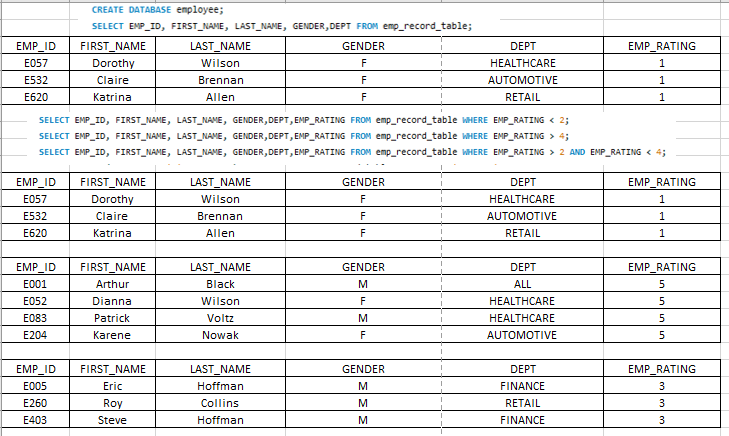 CREATE DATABASE employee;
SELECT EMP_ID, FIRST_NAME, LAST_NAME, GENDER,DEPT FROM emp_record_table;
EMP_ID FIRST_NAME LAST_NAME GENDER DEPT EMP_RATING
E057 Dorothy Wilson F HEALTHCARE 1
E532 Claire Brennan F AUTOMOTIVE 1
E620 Katrina Allen F RETAIL 1
SELECT EMP_ID, FIRST_NAME, LAST_NAME, GENDER,DEPT,EMP_RATING FROM emp_record_table WHERE EMP_RATING < 2;
SELECT EMP_ID, FIRST_NAME, LAST_NAME, GENDER,DEPT,EMP_RATING FROM emp_record_table WHERE EMP_RATING > 4;
SELECT EMP_ID, FIRST_NAME, LAST_NAME, GENDER,DEPT,EMP_RATING FROM emp_record_table WHERE EMP_RATING > 2 AND EMP_RATING < 4;
EMP_ID FIRST_NAME LAST_NAME GENDER DEPT EMP_RATING
E057 Dorothy Wilson F HEALTHCARE 1
E532 Claire Brennan F AUTOMOTIVE 1
E620 Katrina Allen F RETAIL 1
EMP_ID FIRST_NAME LAST_NAME GENDER DEPT EMP_RATING
E001 Arthur Black M ALL 5
E052 Dianna Wilson F HEALTHCARE 5
E083 Patrick Voltz M HEALTHCARE 5
E204 Karene Nowak F AUTOMOTIVE 5
EMP_ID FIRST_NAME LAST_NAME GENDER DEPT EMP_RATING
E005 Eric Hoffman M FINANCE 3
E260 Roy Collins M RETAIL 3
E403 Steve Hoffman M FINANCE 3